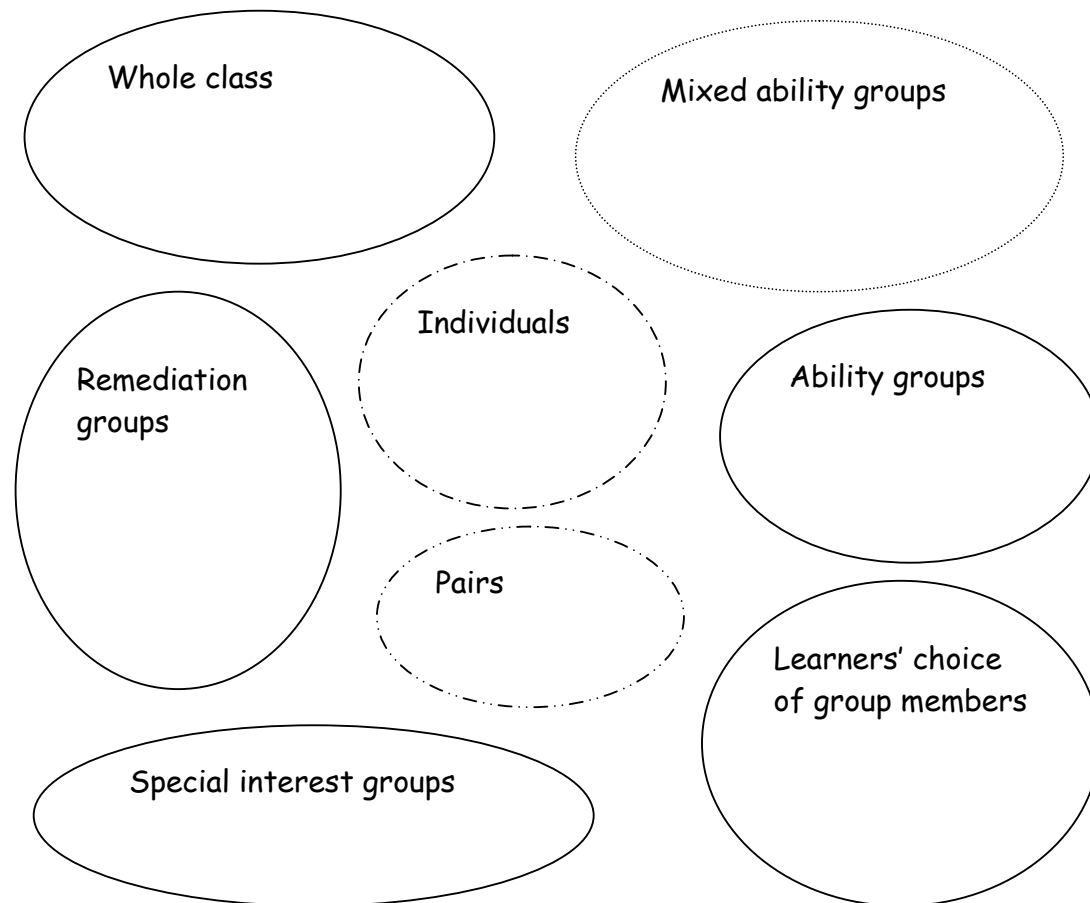 Whole class
Mixed ability groups
Individuals
Remediation
groups
Ability groups
Pairs
Learners’ choice
of group members
Special interest groups